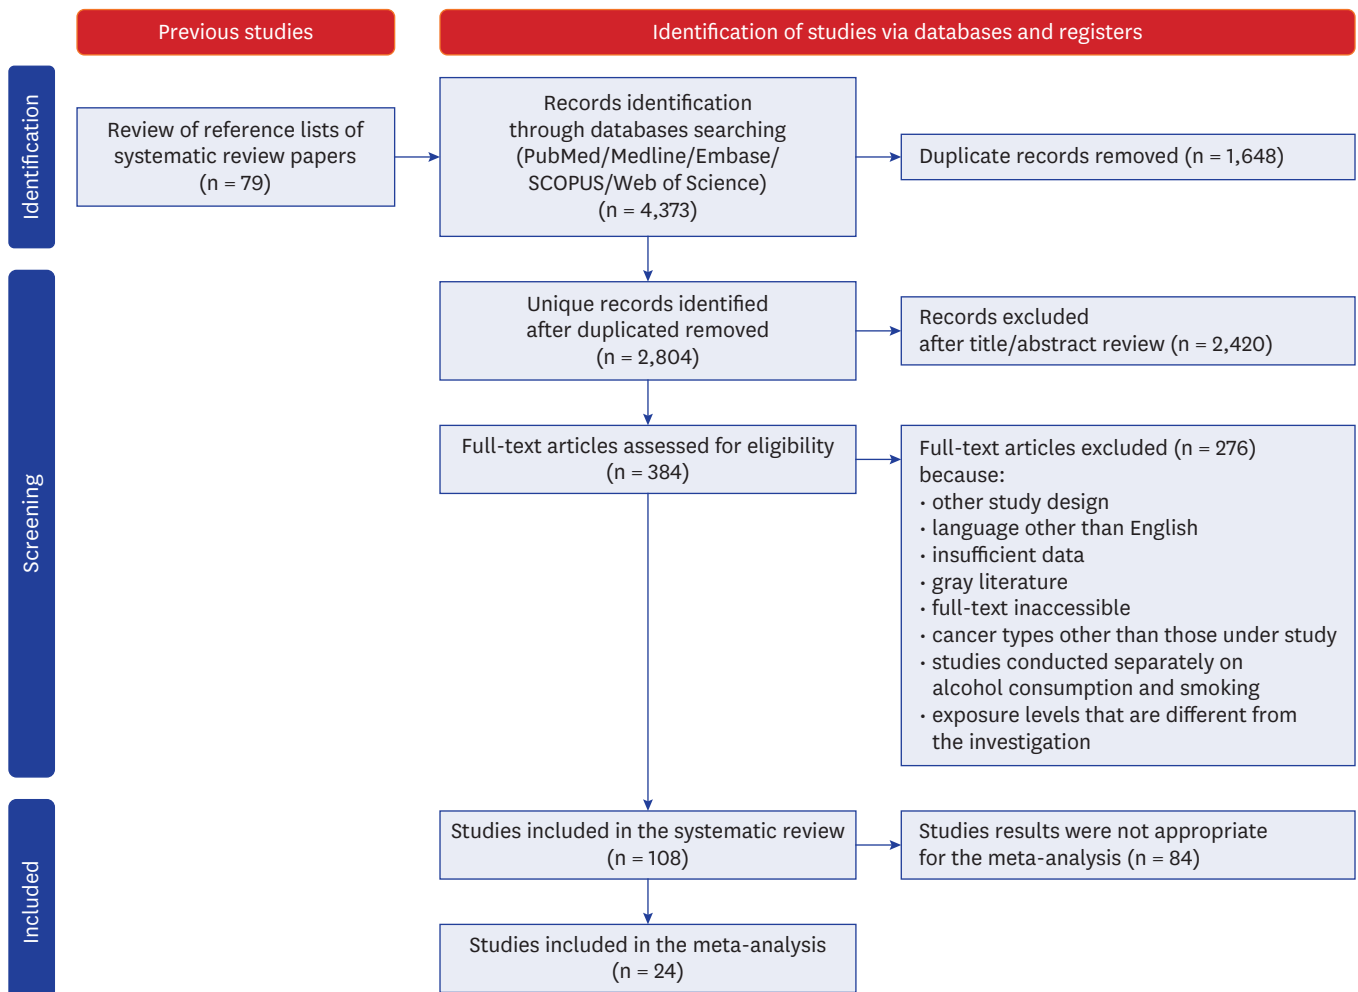 Previous studies
Identification of studies via databases and registers
Identification
Review of reference lists of
systematic review papers
(n = 79)
Records identification
through databases searching
(PubMed/Medline/Embase/
SCOPUS/Web of Science)
(n = 4,373)
Duplicate records removed (n = 1,648)
Screening
Unique records identified
after duplicated removed
(n = 2,804)
Records excluded
after title/abstract review (n = 2,420)
Full-text articles assessed for eligibility
(n = 384)
Full-text articles excluded (n = 276)
because:
· other study design
· language other than English
· insufficient data
· gray literature
· full-text inaccessible
· cancer types other than those under study
· studies conducted separately on
alcohol consumption and smoking
· exposure levels that are different from
the investigation
Included
Studies included in the systematic review
(n = 108)
Studies results were not appropriate
for the meta-analysis (n = 84)
Studies included in the meta-analysis
(n = 24)